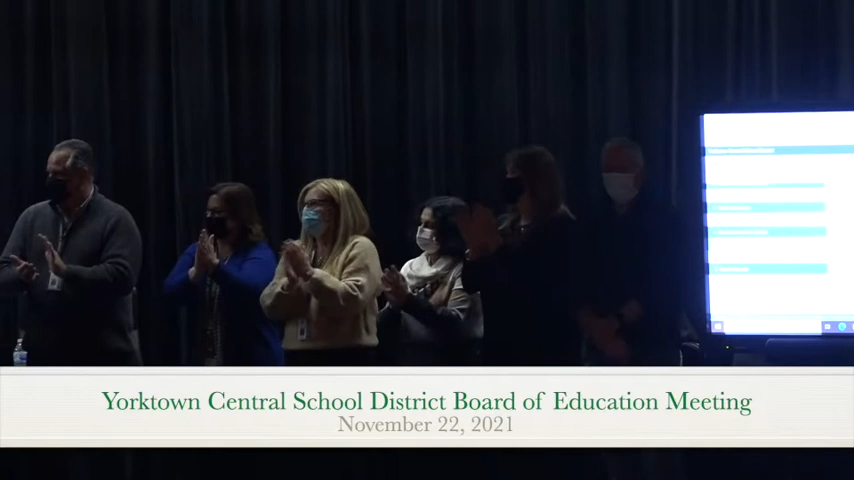 Yorktown Central School District Board of Education Meeting
November 22, 2021